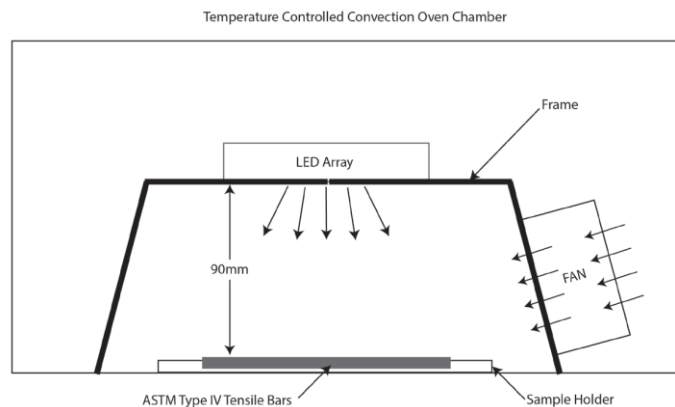 Temperature Controlled Convection Oven Chamber
Frame
LED Array
90mm
FAN
ASTM Type IV Tensile Bars
Sample Holder